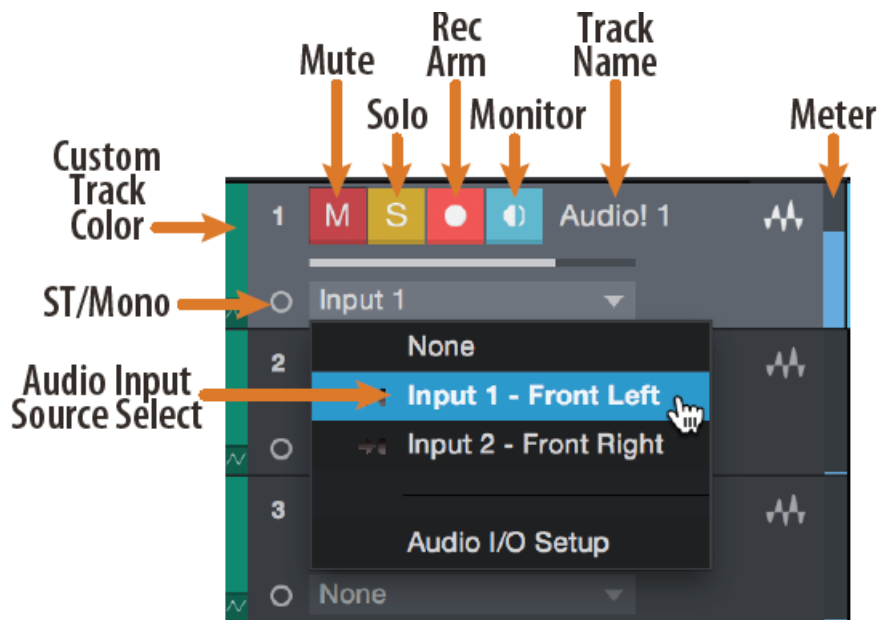 Rec
Arm
Track
Name
Mute
Solo
Monitor
Meter
Custom
Track
Color
1 M S Audio! 1
ST/Mono
Input 1
2
None
Audio Input
Source Select
Input 1 - Front Left
Input 2 - Front Right
3
Audio I/O Setup
None